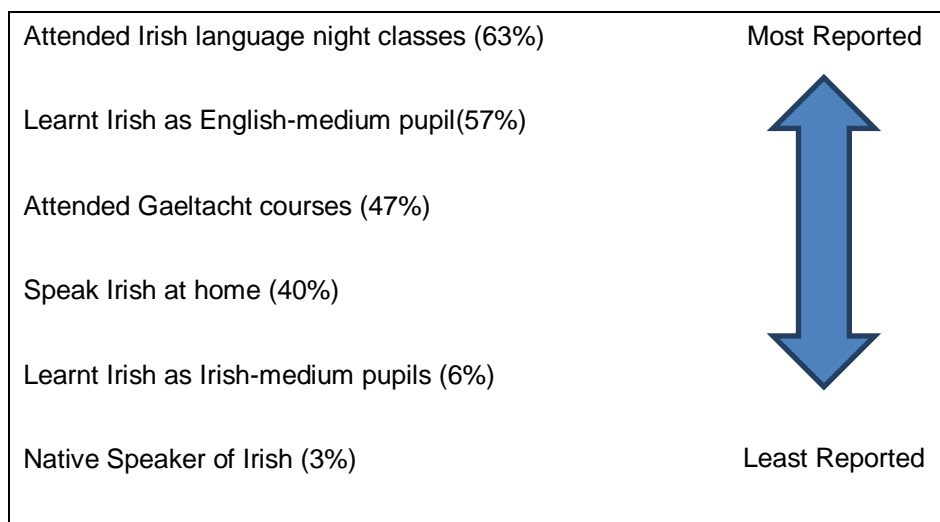 Attended Irish language night classes (63%) Most Reported
Learnt Irish as English-medium pupil(57%)
Attended Gaeltacht courses (47%)
Speak Irish at home (40%)
Learnt Irish as Irish-medium pupils (6%)
Native Speaker of Irish (3%) Least Reported